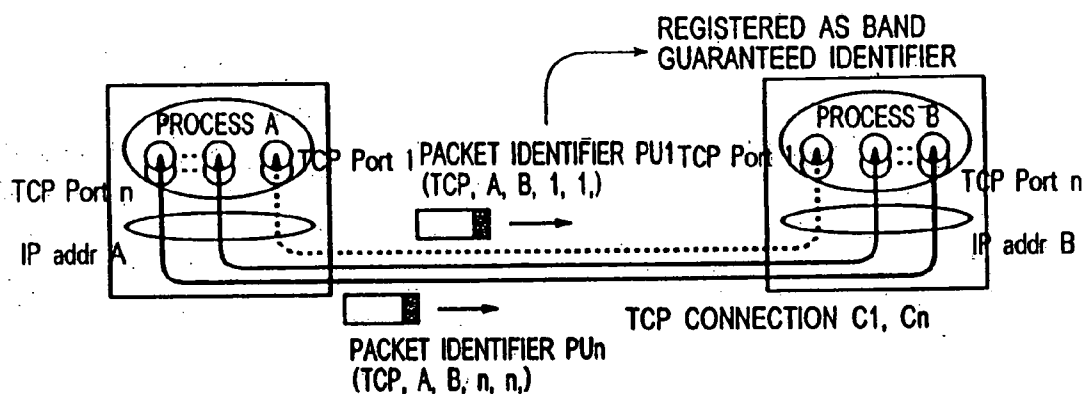 REGISTERED AS BAND
GUARANTEED IDENTIFIER
PROCESS A
PROCESS B
TCP Port 1
PACKET IDENTIFIER PU1
(TCP, A, B, 1, 1,)
TCP Port 1
TCP Port n
TCP Port n
IP addr A
IP addr B
TCP CONNECTION C1, Cn
PACKET IDENTIFIER PUn
(TCP, A, B, n, n,)